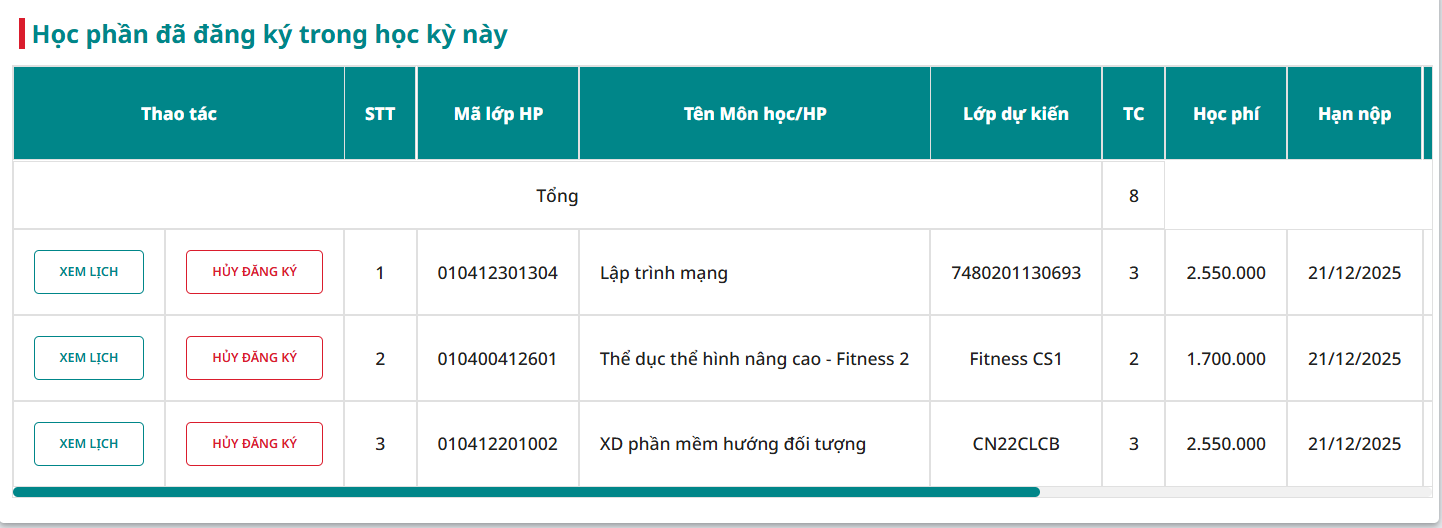 Học phần đã đăng ký trong học kỳ này
Thao tác STT Mã lớp HP Tên Môn học/HP Lớp dự kiến TC Học phí Hạn nộp
Tổng 8
XEM LỊCH HỦY ĐĂNG KÝ 1 010412301304 Lập trình mạng 7480201130693 3 2.550.000 21/12/2025
XEM LỊCH HỦY ĐĂNG KÝ 2 010400412601 Thể dục thể hình nâng cao - Fitness 2 Fitness CS1 2 1.700.000 21/12/2025
XEM LỊCH HỦY ĐĂNG KÝ 3 010412201002 XD phần mềm hướng đối tượng CN22CLCB 3 2.550.000 21/12/2025